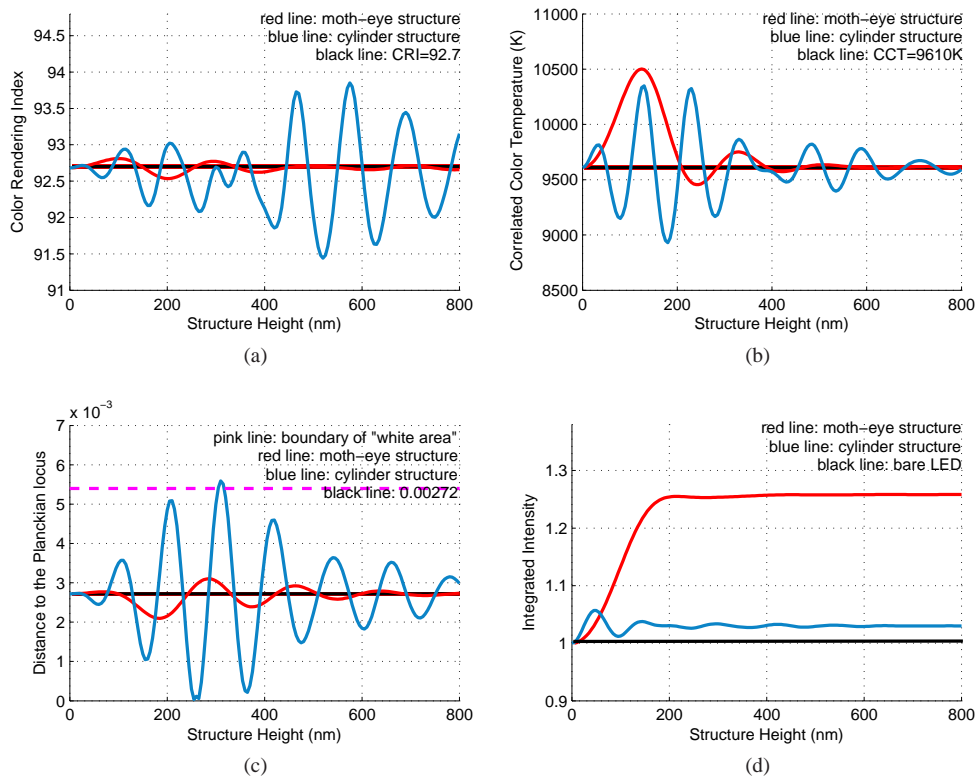 94.5
94
93.5
93
92.5
92
91.5
91
0
200
400
600
800
Color Rendering Index
Structure Height (nm)
red line: moth−eye structure
blue line: cylinder structure
black line: CRI=92.7
(a)
11000
10500
10000
9500
9000
8500
0
200
400
600
800
Correlated Color Temperature (K)
Structure Height (nm)
red line: moth−eye structure
blue line: cylinder structure
black line: CCT=9610K
(b)
x 10−3
7
6
5
4
3
2
1
0
0
200
400
600
800
Distance to the Planckian locus
Structure Height (nm)
pink line: boundary of "white area"
red line: moth−eye structure
blue line: cylinder structure
black line: 0.00272
(c)
1.3
1.2
1.1
1
0.9
0
200
400
600
800
Integrated Intensity
Structure Height (nm)
red line: moth−eye structure
blue line: cylinder structure
black line: bare LED
(d)